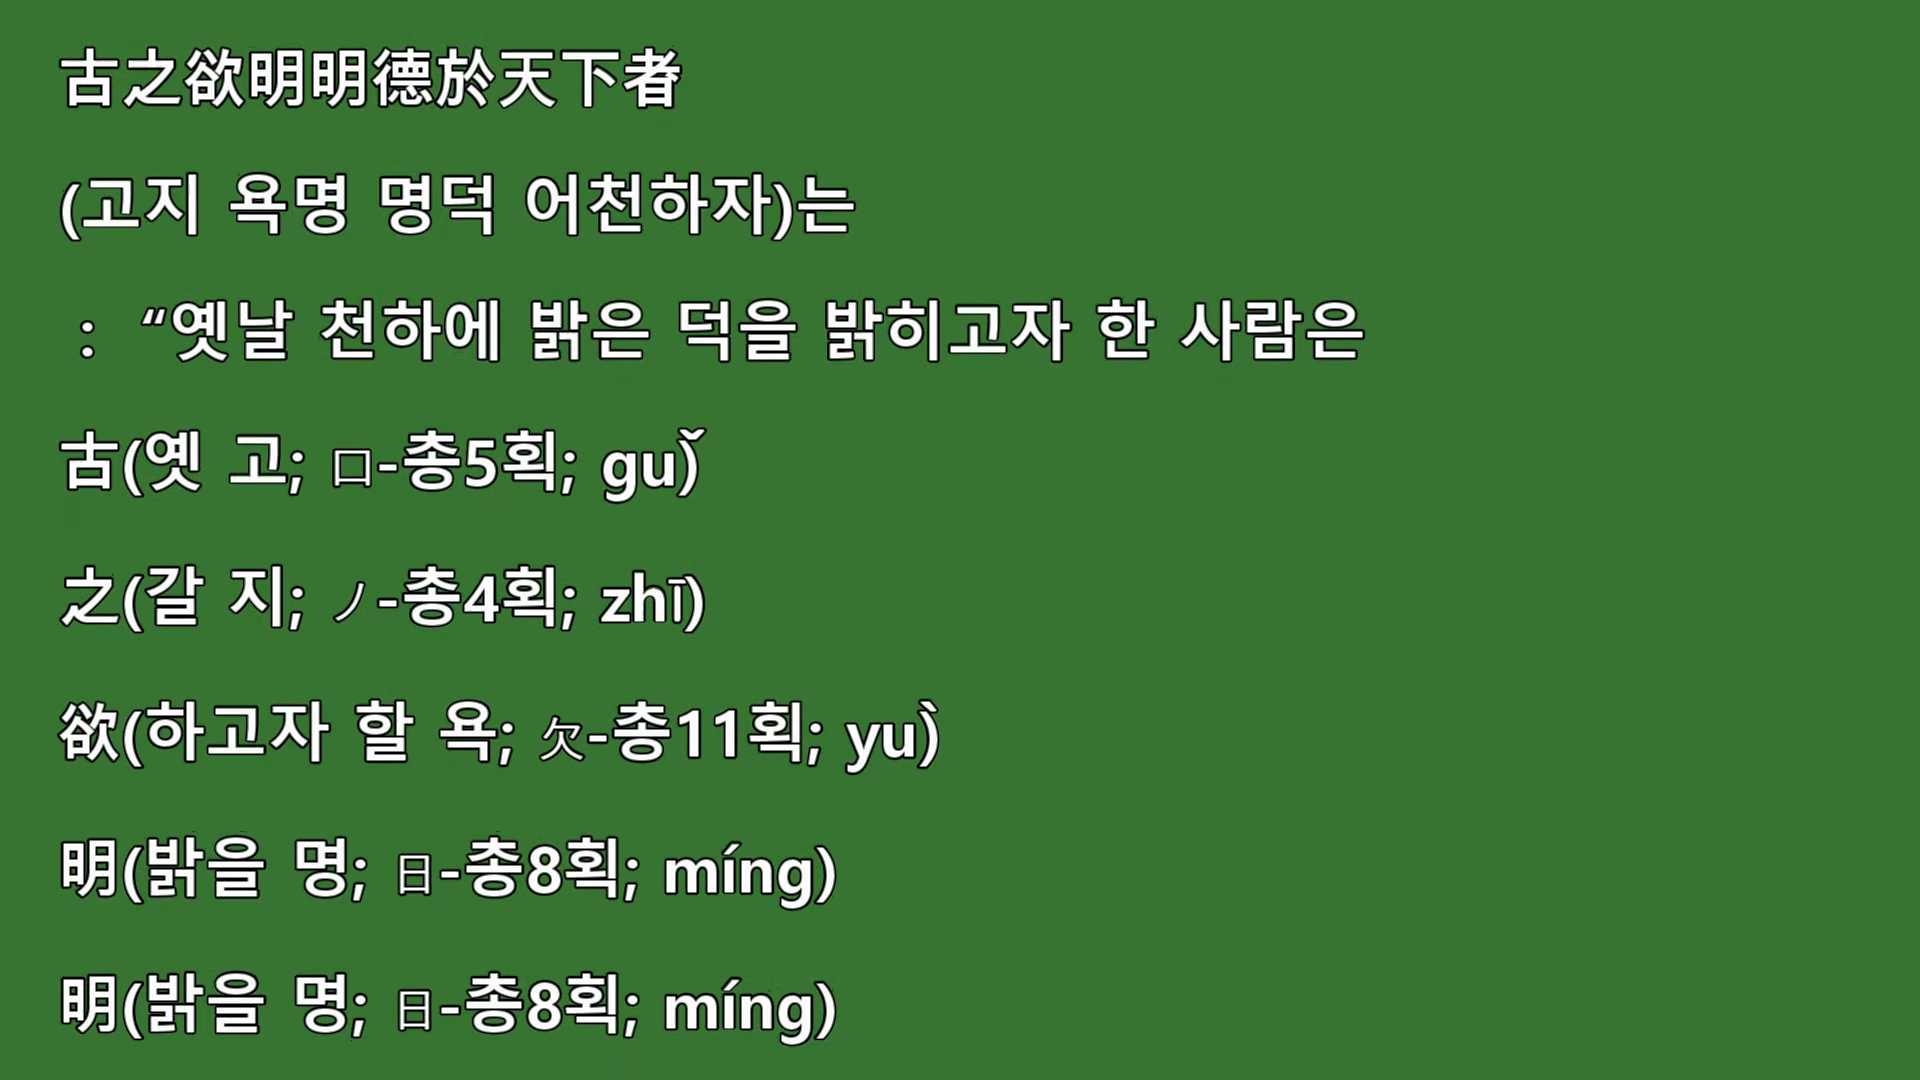 古之欲明明德於天下者
(고지 욕명 명덕 어천하자)는
: “옛날 천하에 밝은 덕을 밝히고자 한 사람은
古(옛 고; 口-총5획; gǔ)
之(갈 지; 丿-총4획; zhī)
欲(하고자 할 욕; 欠-총11획; yù)
明(밝을 명; 日-총8획; míng)
明(밝을 명; 日-총8획; míng)